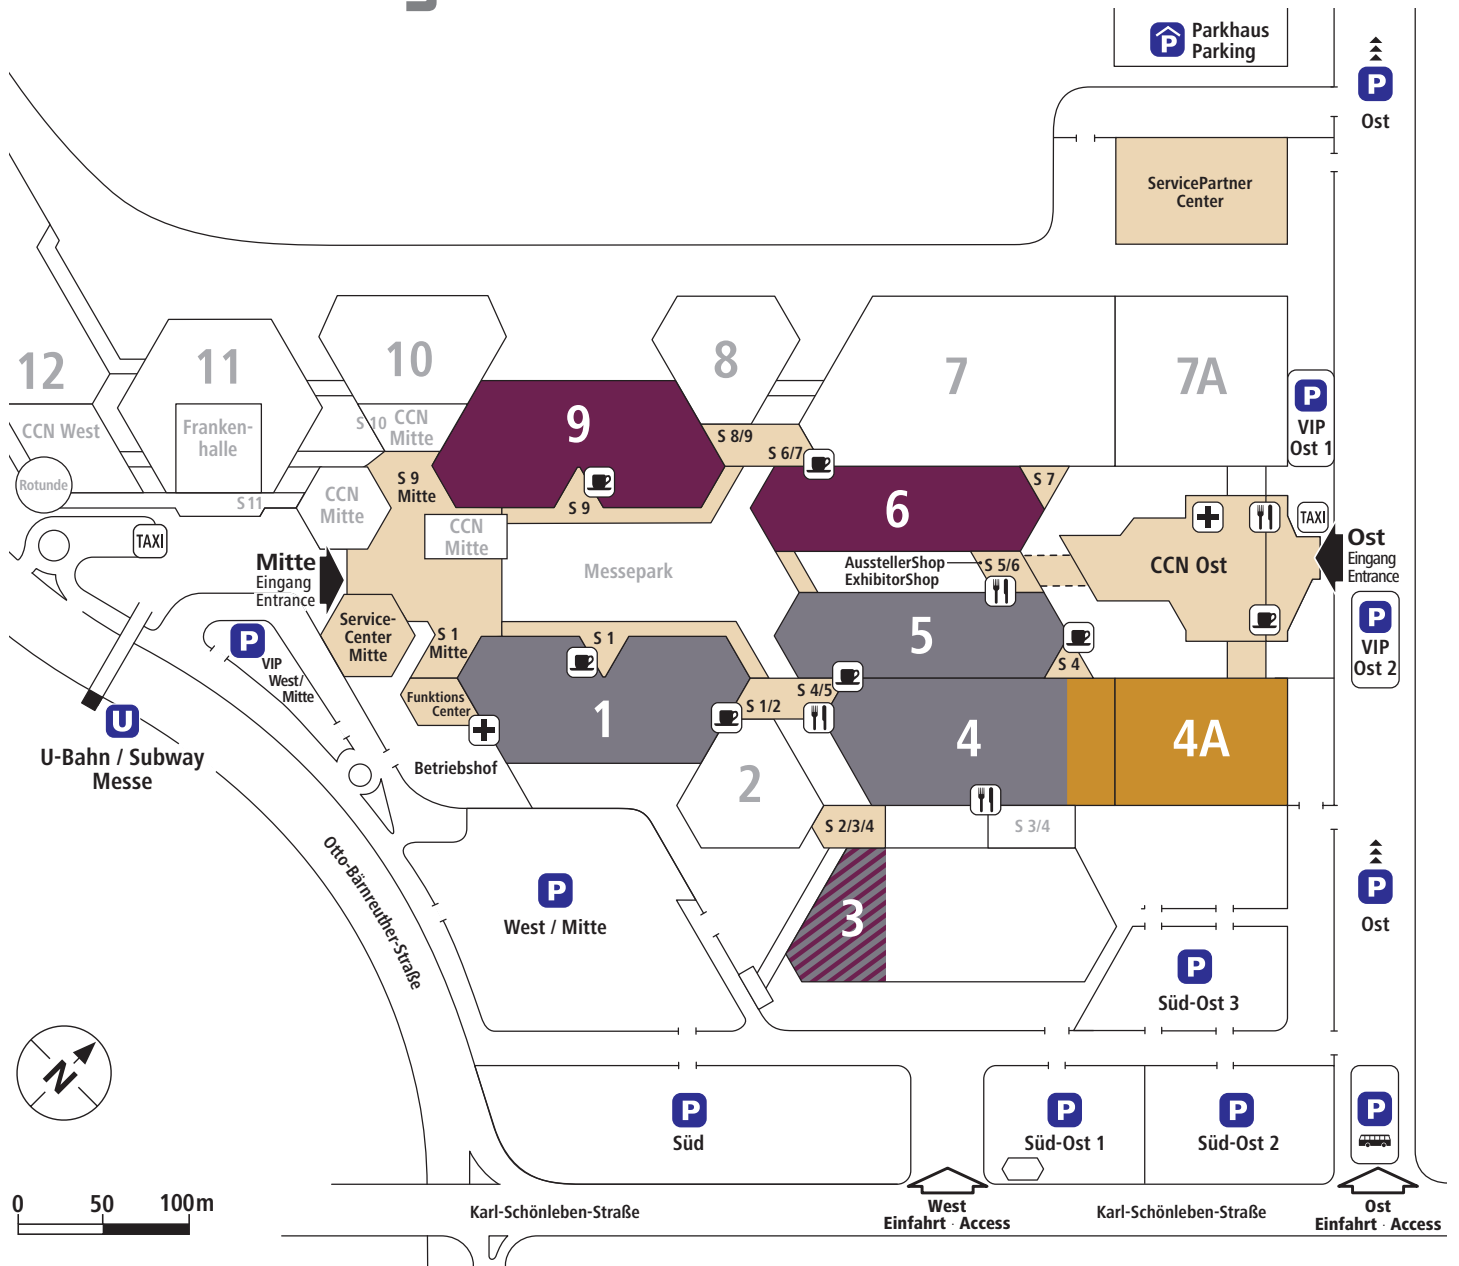 Parkhaus
Parking
P
P
Ost
ServicePartner
Center
12
11
10
8
7
7A
9
CCN West
Franken-
halle
S 10
CCN
Mitte
S 8/9
S 6/7
P
VIP
Ost 1
Rotunde
S 11
CCN
Mitte
S 9
Mitte
S 9
CCN
Mitte
6
S 7
TAXI
TAXI
Mitte
Eingang
Entrance
Messepark
AusstellerShop
ExhibitorShop
S 5/6
CCN Ost
Ost
Eingang
Entrance
Service-
Center
Mitte
S 1
Mitte
S 1
5
S 4
P
VIP
Ost 2
P
VIP
West/
Mitte
Funktions
Center
1
S 1/2
S 4/5
4
4A
U
U-Bahn / Subway
Messe
Betriebshof
2
S 2/3/4
S 3/4
Otto-Bärnreuther-Straße
P
West / Mitte
3
P
Ost
P
Süd-Ost 3
N
P
Süd
P
Süd-Ost 1
P
Süd-Ost 2
P
0 50 100m
Karl-Schönleben-Straße
West
Einfahrt · Access
Karl-Schönleben-Straße
Ost
Einfahrt · Access